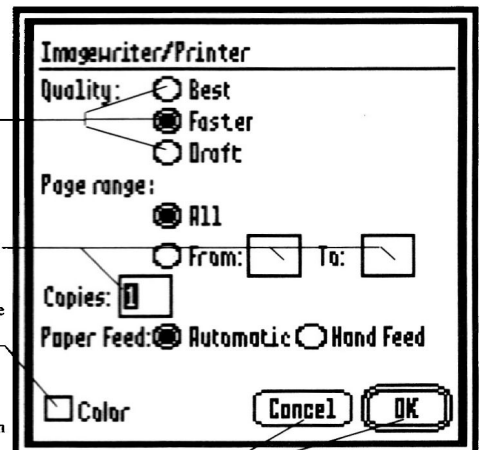 Imagewriter/Printer
Quality: Best
Faster
Draft
Page range:
All
From: To:
Copies: 1
Paper Feed: Automatic Hand Feed
Color Cancel OK